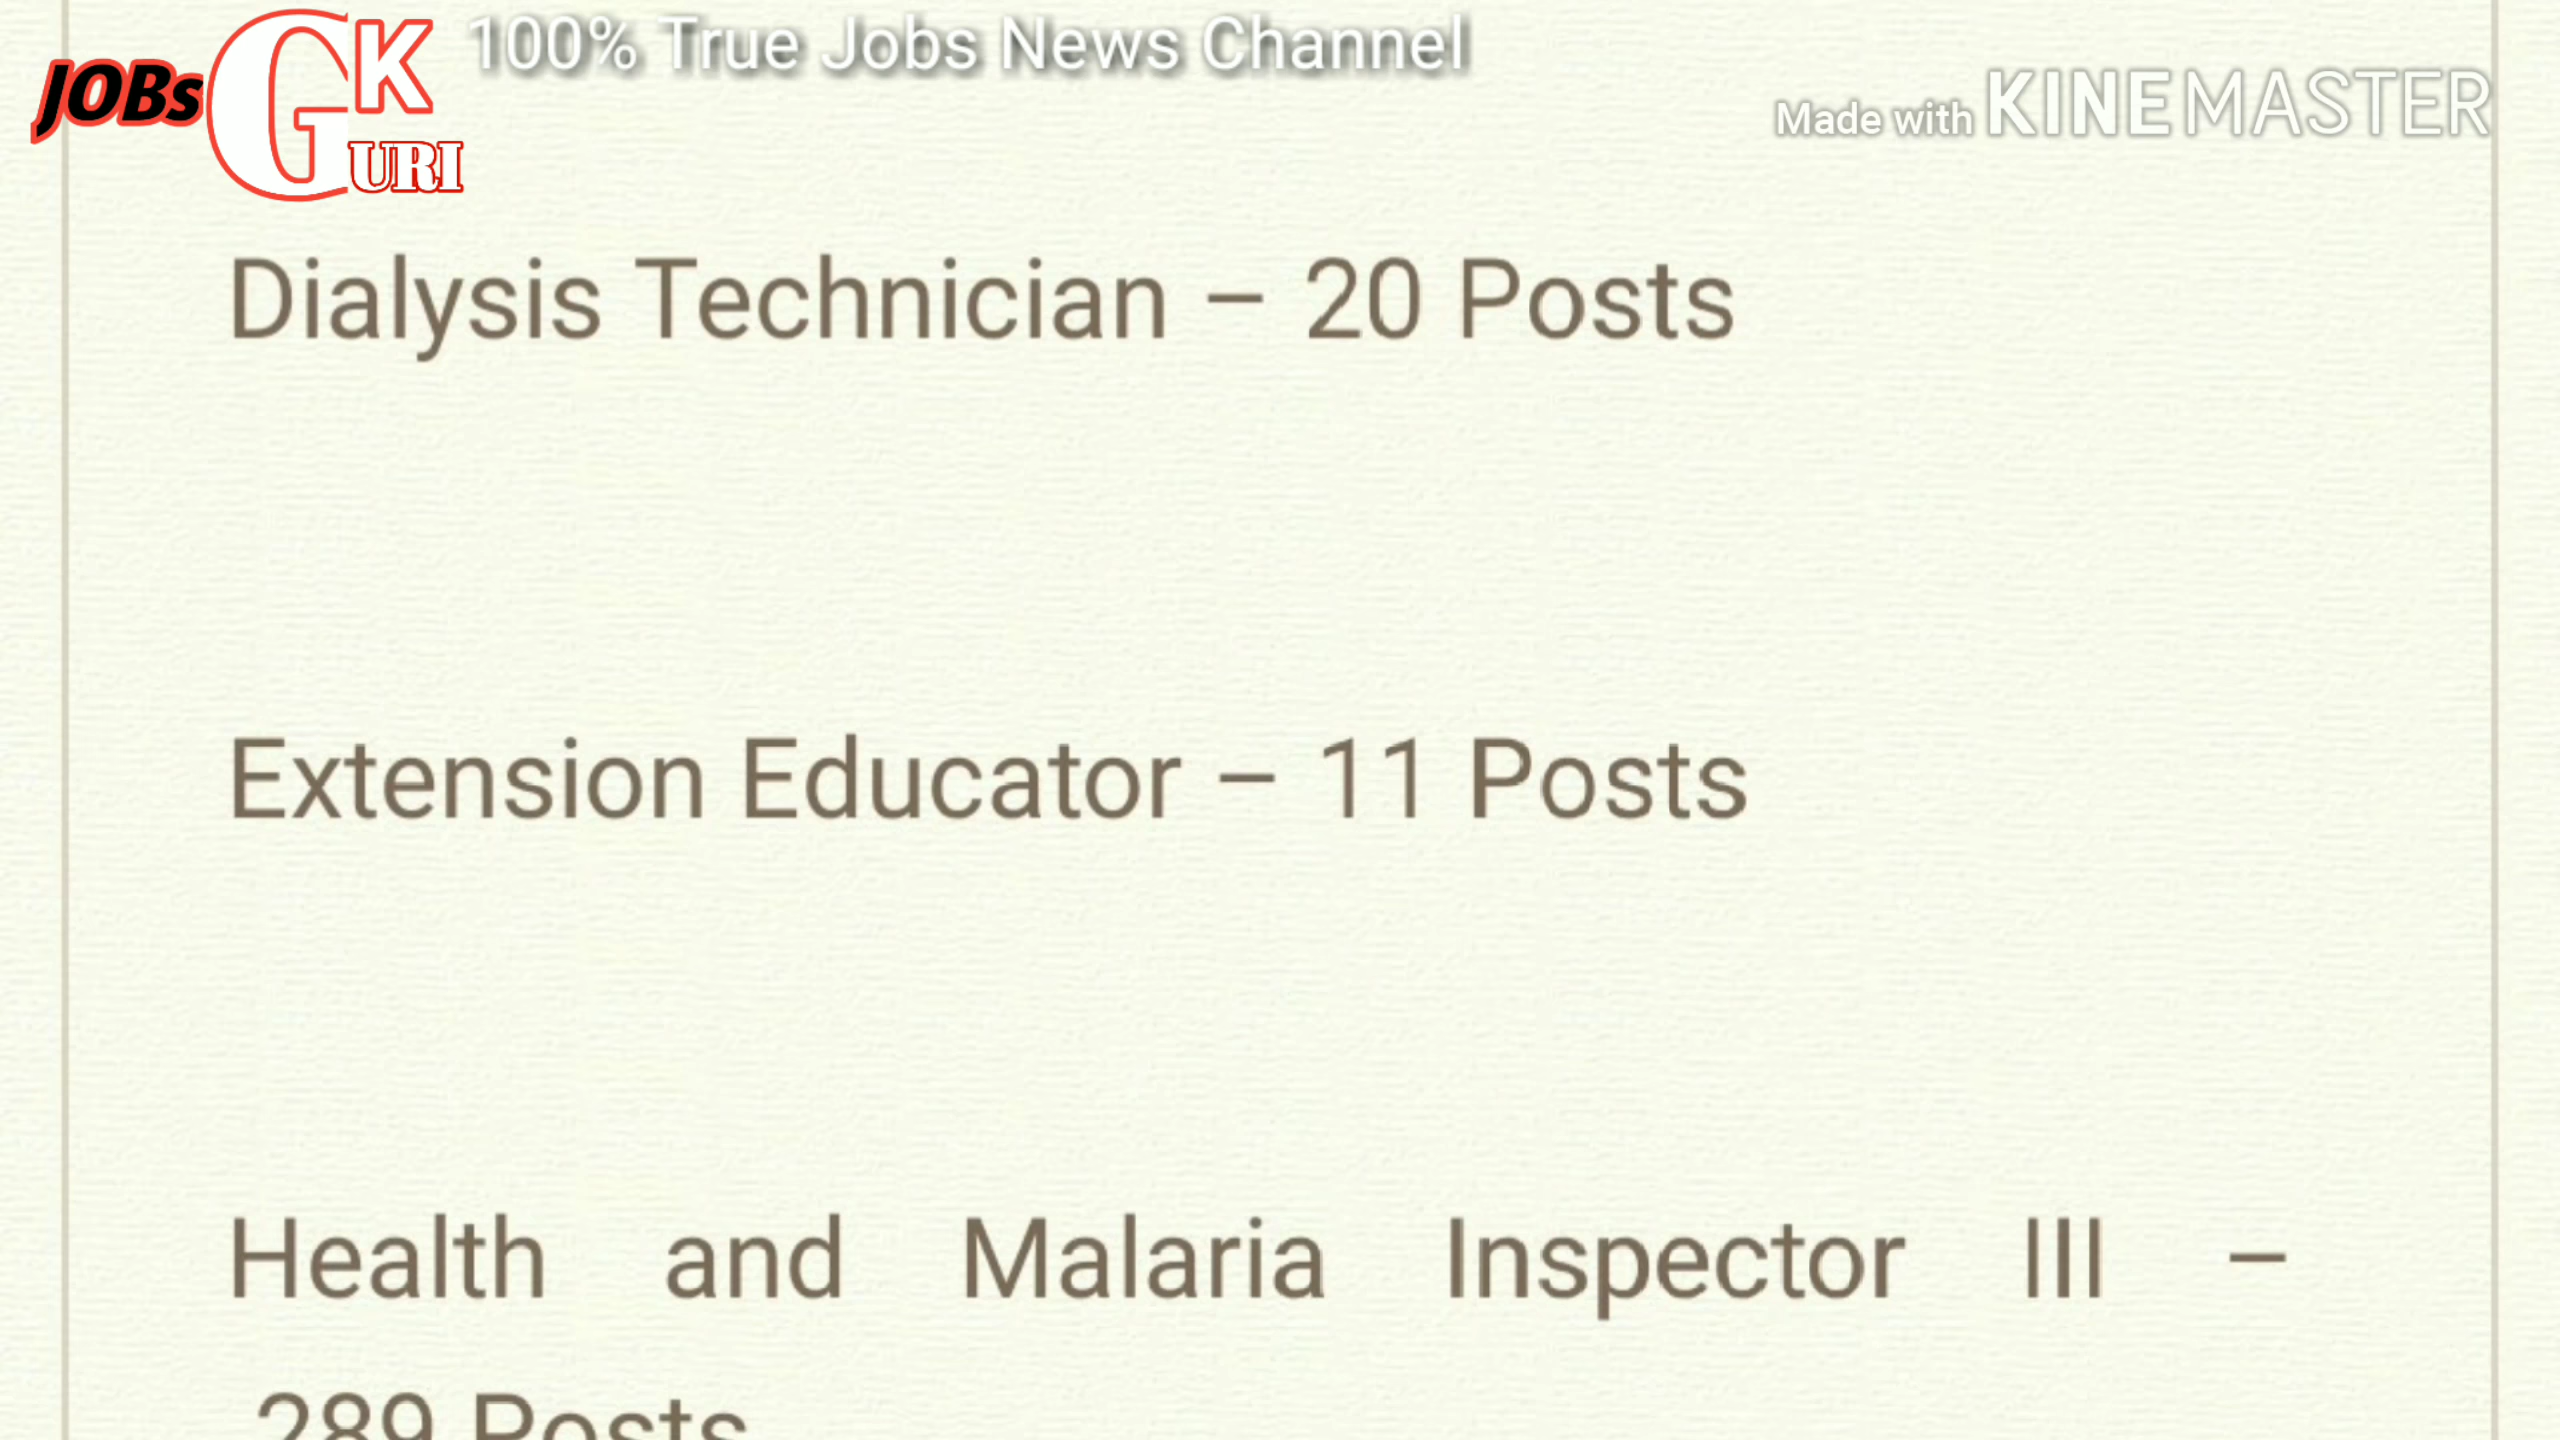 100% True Jobs News Channel
JOBs GK URI
Made with KINEMASTER
Dialysis Technician – 20 Posts
Extension Educator – 11 Posts
Health and Malaria Inspector III –
289 Posts